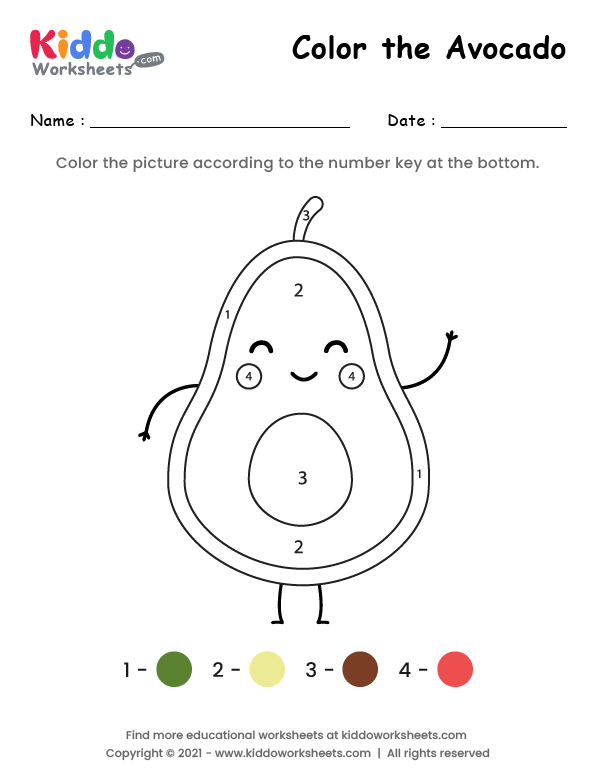 Kiddo
Worksheets.com
Color the Avocado
Name :
Date :
Color the picture according to the number key at the bottom.
3
2
1
4
4
3
1
2
1 -
2 -
3 -
4 -
Find more educational worksheets at kiddoworksheets.com
Copyright © 2021 - www.kiddoworksheets.com | All rights reserved